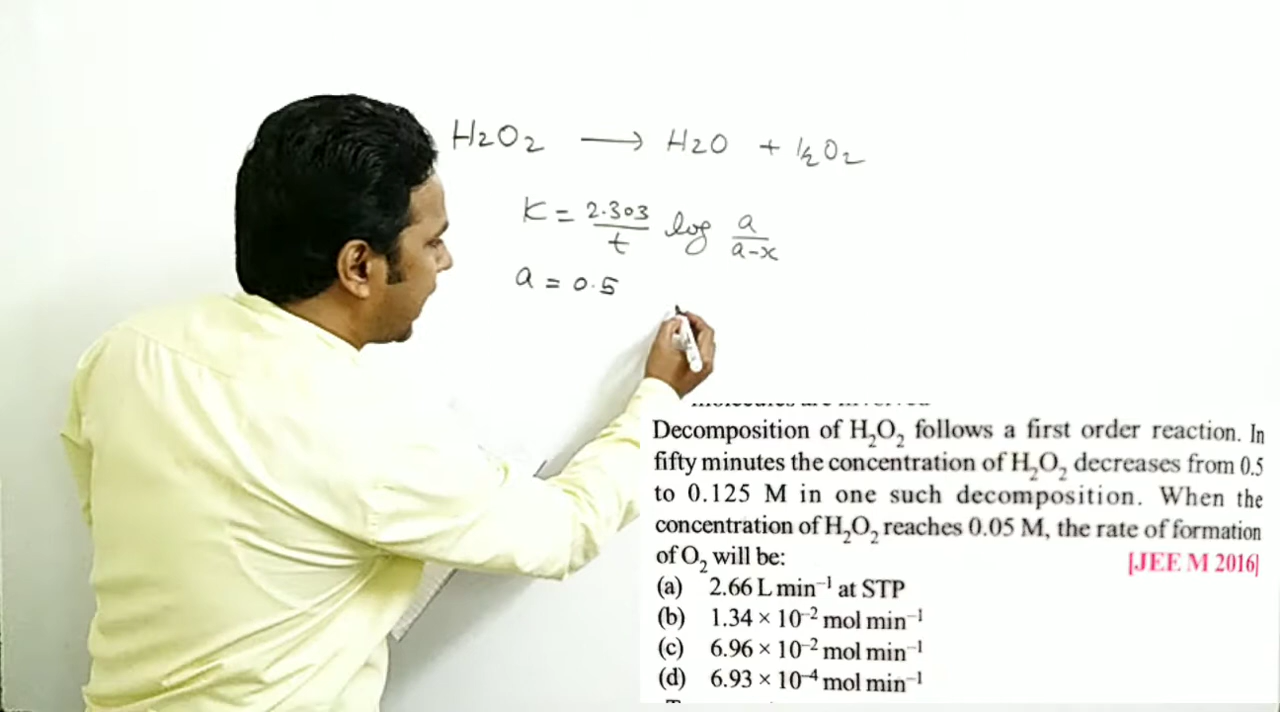 H₂O₂ ⟶ H₂O + ½O₂
K = 2.303/t log a/a-x
a = 0.5
Decomposition of H₂O₂ follows a first order reaction. In
fifty minutes the concentration of H₂O₂ decreases from 0.5
to 0.125 M in one such decomposition. When the
concentration of H₂O₂ reaches 0.05 M, the rate of formation
of O₂ will be: [JEE M 2016]
(a) 2.66 L min⁻¹ at STP
(b) 1.34 × 10⁻² mol min⁻¹
(c) 6.96 × 10⁻² mol min⁻¹
(d) 6.93 × 10⁻⁴ mol min⁻¹